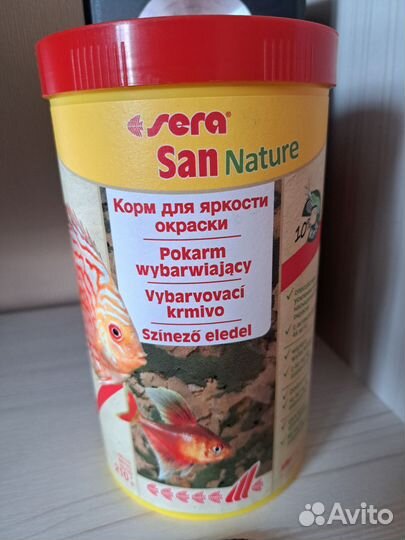 sera
San Nature
Корм для яркости
окраски
Pokarm
wybarwiający
Vybarvovací
krmivo
Színező eledel
Avito